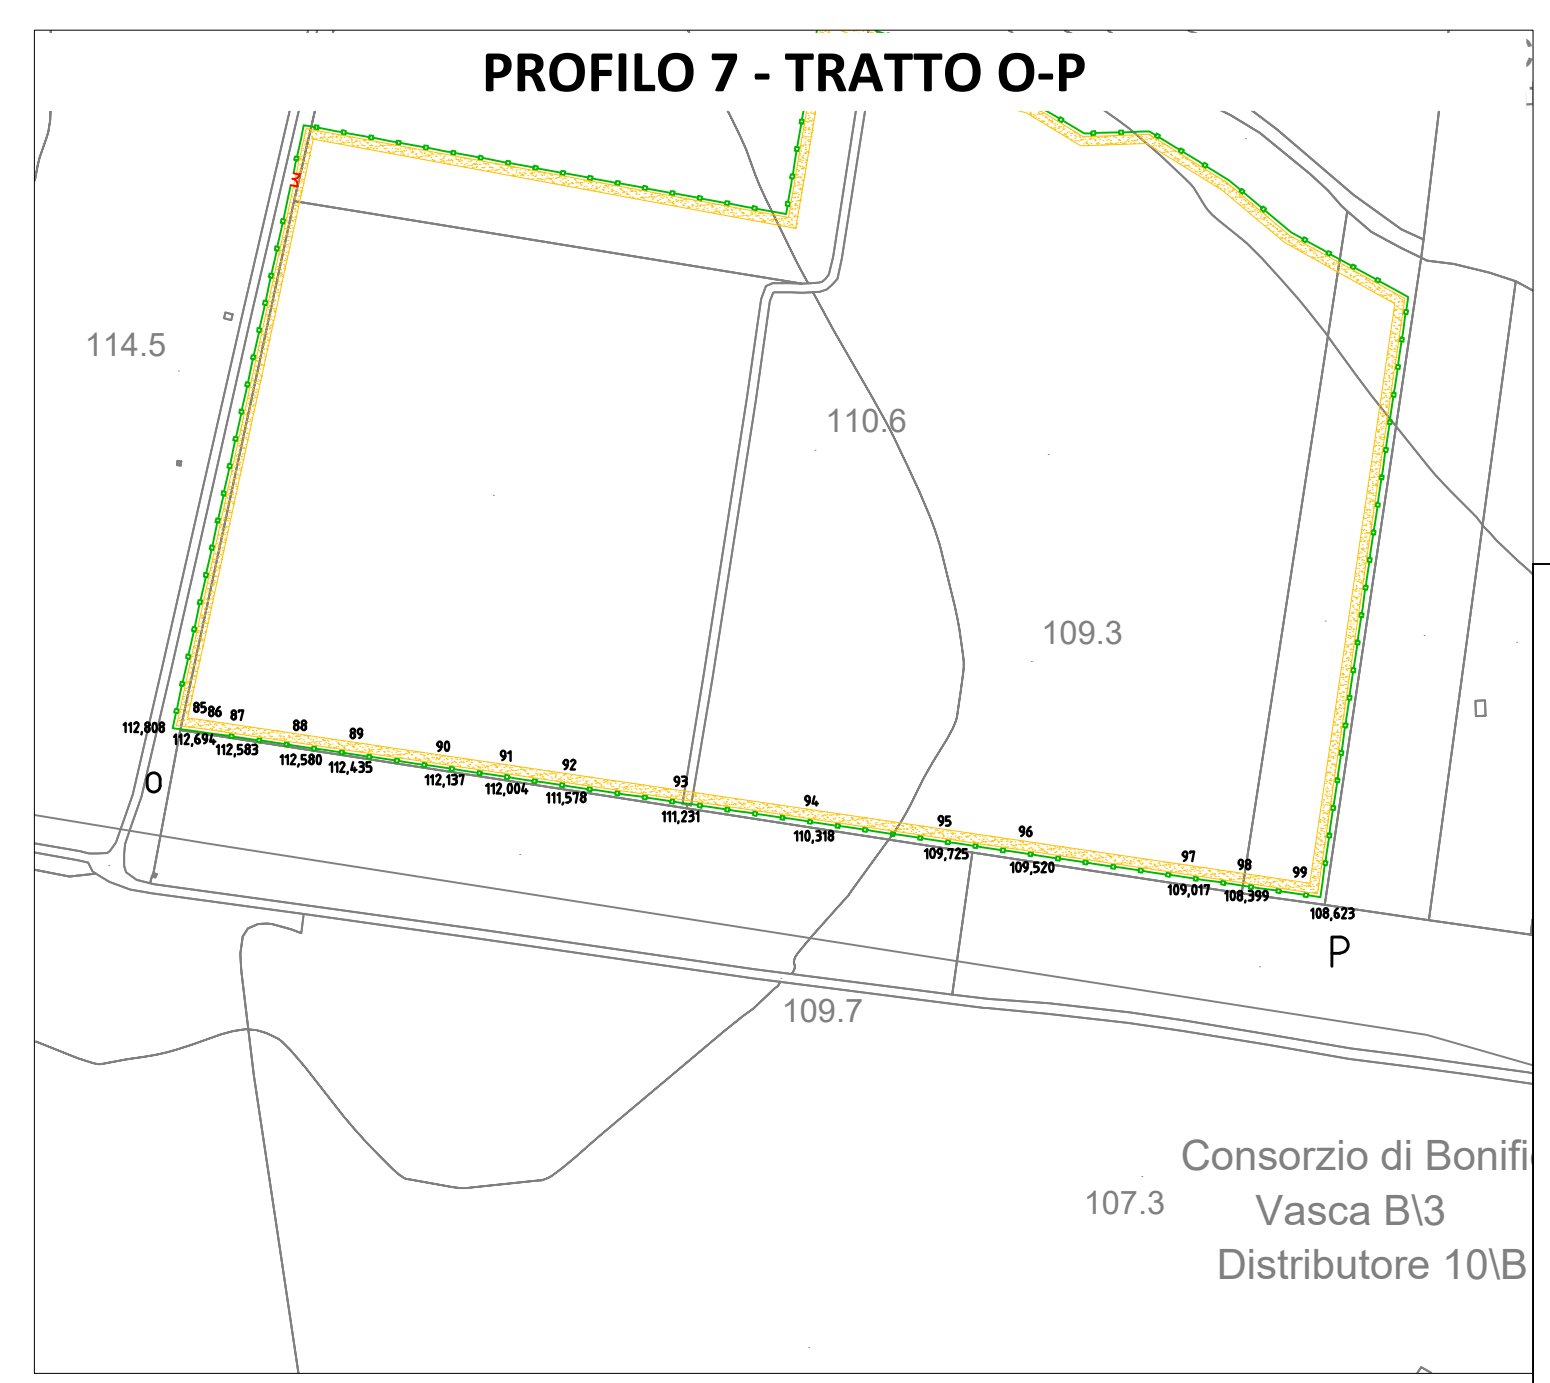 PROFILO 7 - TRATTO O-P
M
114.5
110.6
109.3
85 86 87 88 89 90 91 92 93 94 95 96 97 98 99
112,808 112,694 112,583 112,580 112,435 112,137 112,004 111,578 111,231 110,318 109,725 109,520 109,017 108,399 108,623
O
P
109.7
Consorzio di Bonifi
107.3
Vasca B\3
Distributore 10\B